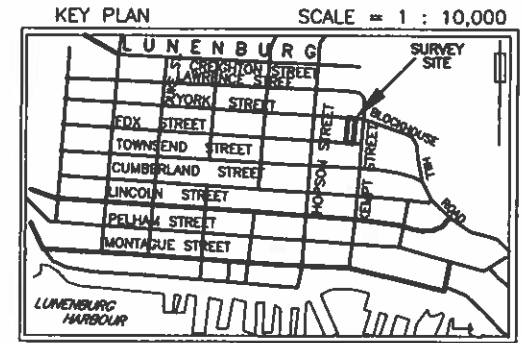 KEY PLAN SCALE = 1 : 10,000
LUNENBURG
SURVEY
SITE
CREIGHTON STREET
LAWRENCE STREET
YORK STREET
BLOCKHOUSE
HILL
ROAD
STREET
TOWNSEND STREET
CUMBERLAND STREET
LINCOLN STREET
HOPSON STREET
KEMPT STREET
PELHAM STREET
MONTAGUE STREET
LUNENBURG
HARBOUR